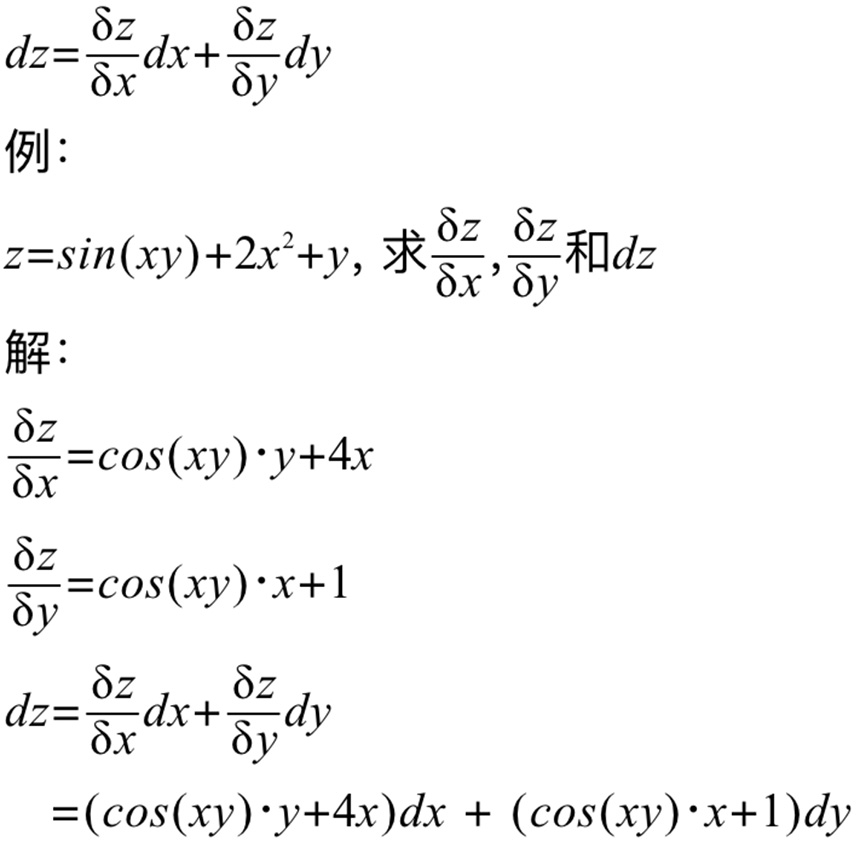 dz=δz/δx dx+δz/δy dy
例：
z=sin(xy)+2x²+y, 求δz/δx,δz/δy和dz
解：
δz/δx=cos(xy)·y+4x
δz/δy=cos(xy)·x+1
dz=δz/δx dx+δz/δy dy
=(cos(xy)·y+4x)dx + (cos(xy)·x+1)dy